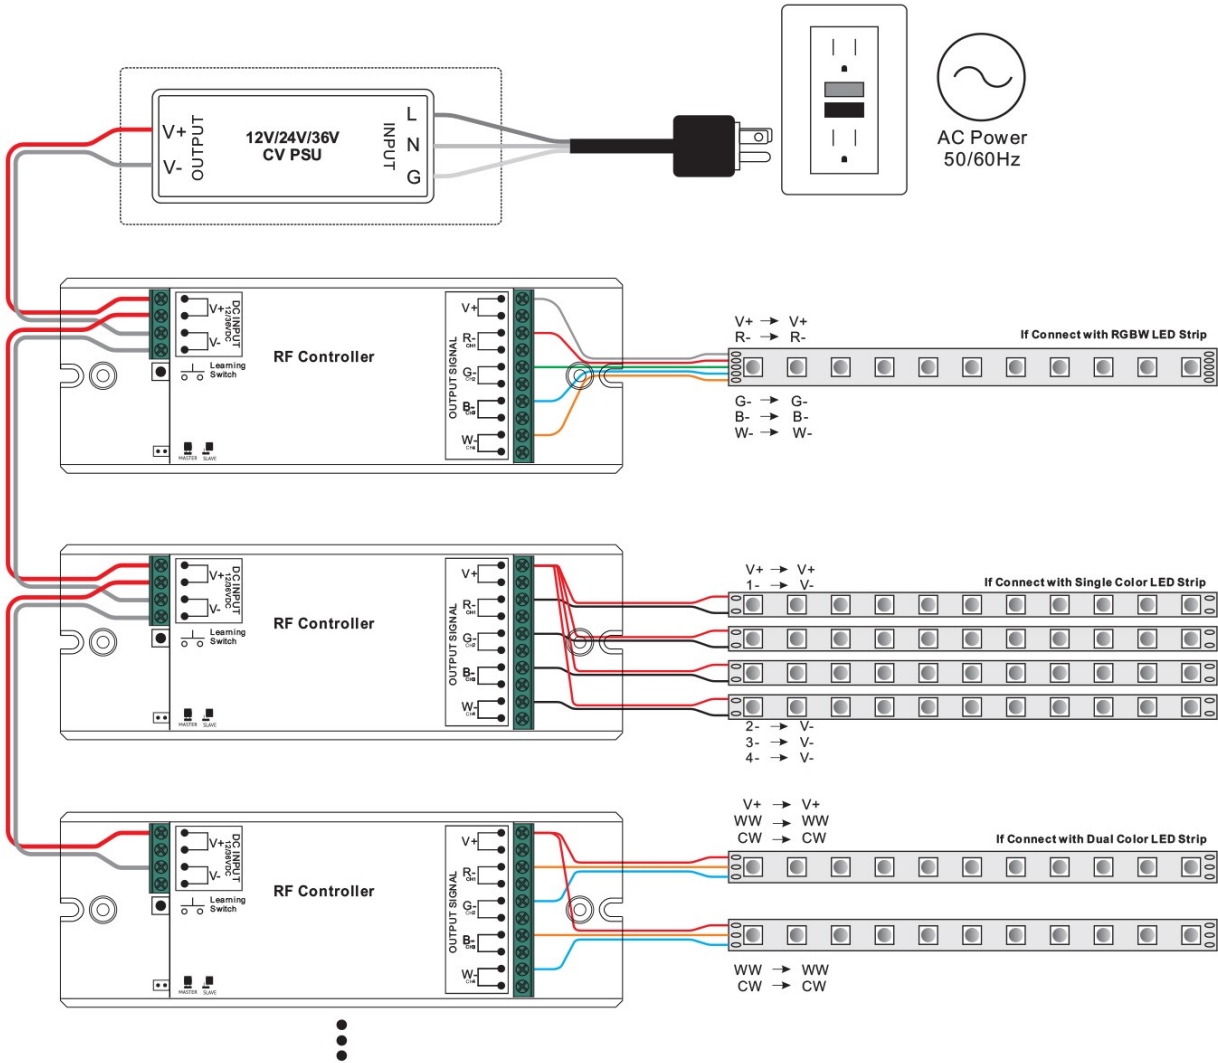 V+
V-
OUTPUT
12V/24V/36V
CV PSU
INPUT
L
N
G
AC Power
50/60Hz
V+
V-
DC INPUT
12/36VDC
Learning
Switch
MASTER SLAVE
RF Controller
OUTPUT SIGNAL
V+
R-
CH1
G-
CH2
B-
CH3
W-
CH4
V+ → V+
R- → R-
If Connect with RGBW LED Strip
G- → G-
B- → B-
W- → W-
V+
V-
DC INPUT
12/36VDC
Learning
Switch
MASTER SLAVE
RF Controller
OUTPUT SIGNAL
V+
R-
CH1
G-
CH2
B-
CH3
W-
CH4
V+ → V+
1- → V-
If Connect with Single Color LED Strip
2- → V-
3- → V-
4- → V-
V+
V-
DC INPUT
12/36VDC
Learning
Switch
MASTER SLAVE
RF Controller
OUTPUT SIGNAL
V+
R-
CH1
G-
CH2
B-
CH3
W-
CH4
V+ → V+
WW → WW
CW → CW
If Connect with Dual Color LED Strip
WW → WW
CW → CW